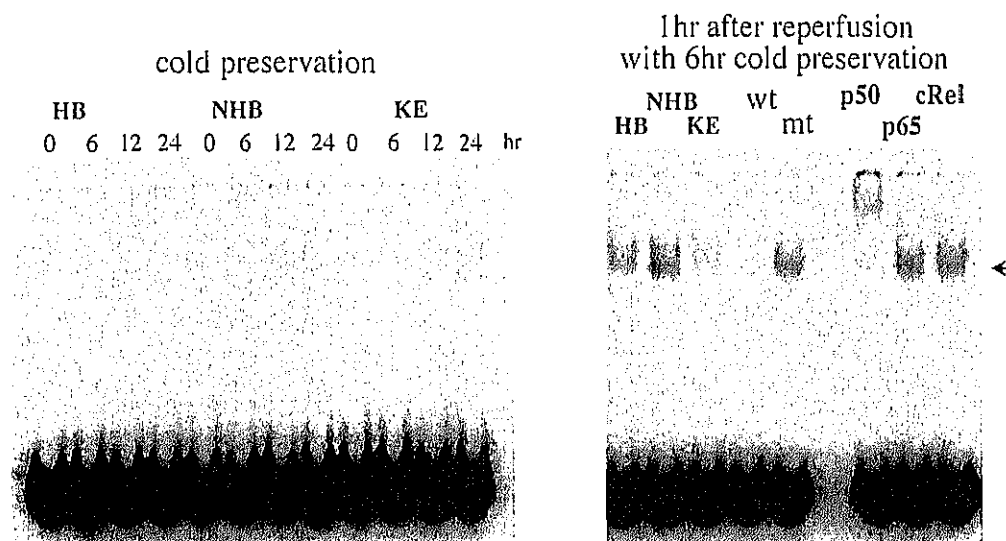 cold preservation
HB NHB KE
0 6 12 24 0 6 12 24 0 6 12 24 hr
1hr after reperfusion
with 6hr cold preservation
NHB wt p50 cRel
HB KE mt p65